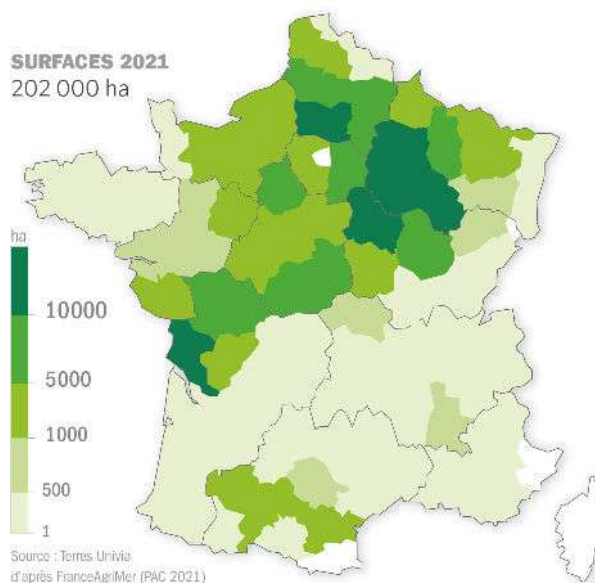 SURFACES 2021
202 000 ha
ha
10000
5000
1000
500
1
Source : Terres Univia
d'après FranceAgriMer (PAC 2021)